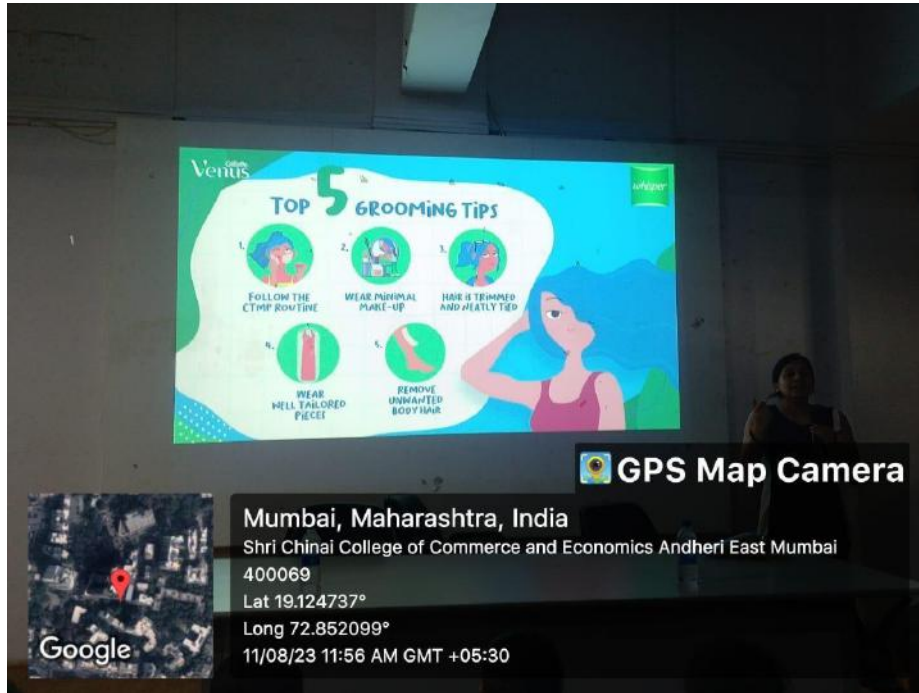 Gillette
Venus
whisper
TOP 5 GROOMING TIPS
1.
FOLLOW THE
CTMP ROUTINE
2.
WEAR MINIMAL
MAKE-UP
3.
HAIR IS TRIMMED
AND NEATLY TIED
4.
WEAR
WELL TAILORED
PIECES
5.
REMOVE
UNWANTED
BODY HAIR
GPS Map Camera
Mumbai, Maharashtra, India
Shri Chinai College of Commerce and Economics Andheri East Mumbai
400069
Lat 19.124737°
Long 72.852099°
11/08/23 11:56 AM GMT +05:30
Google